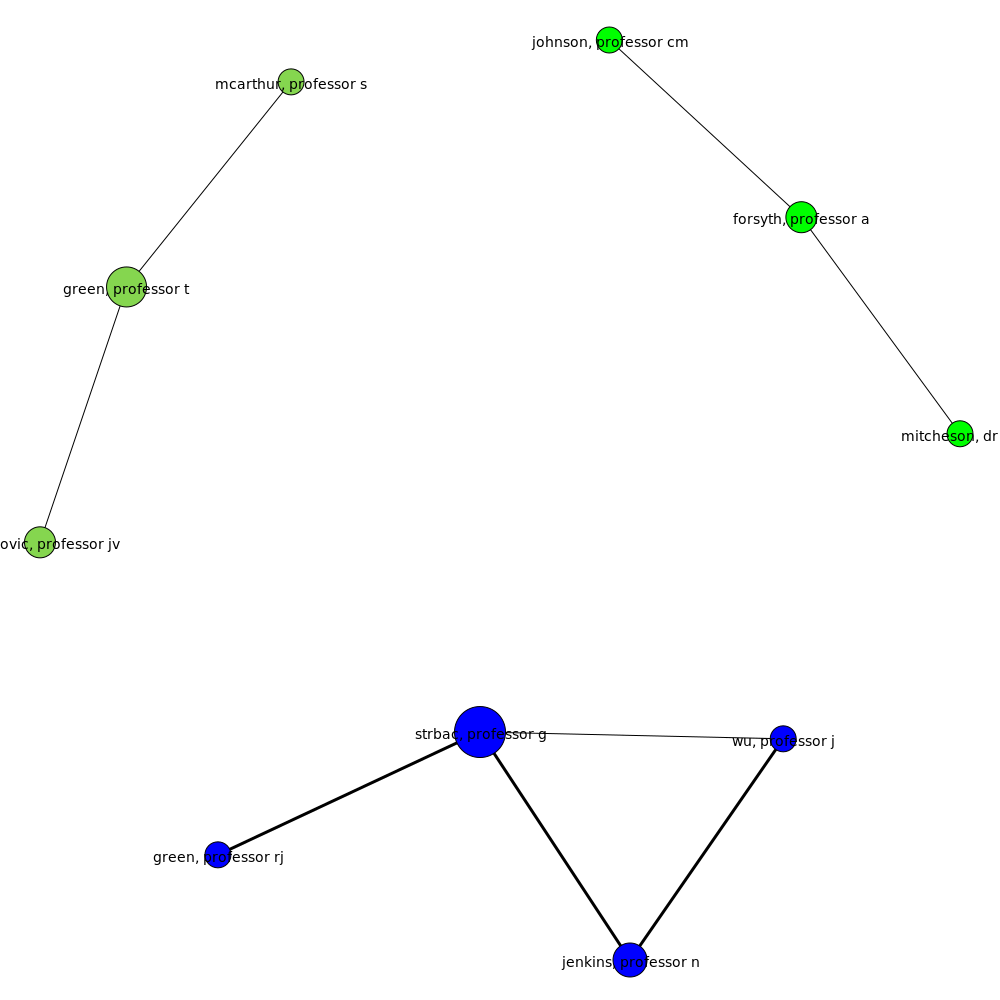 johnson, professor cm
mcarthur, professor s
forsyth, professor a
green, professor t
mitcheson, dr
ovic, professor jv
strbac, professor g
wu, professor j
green, professor rj
jenkins, professor n